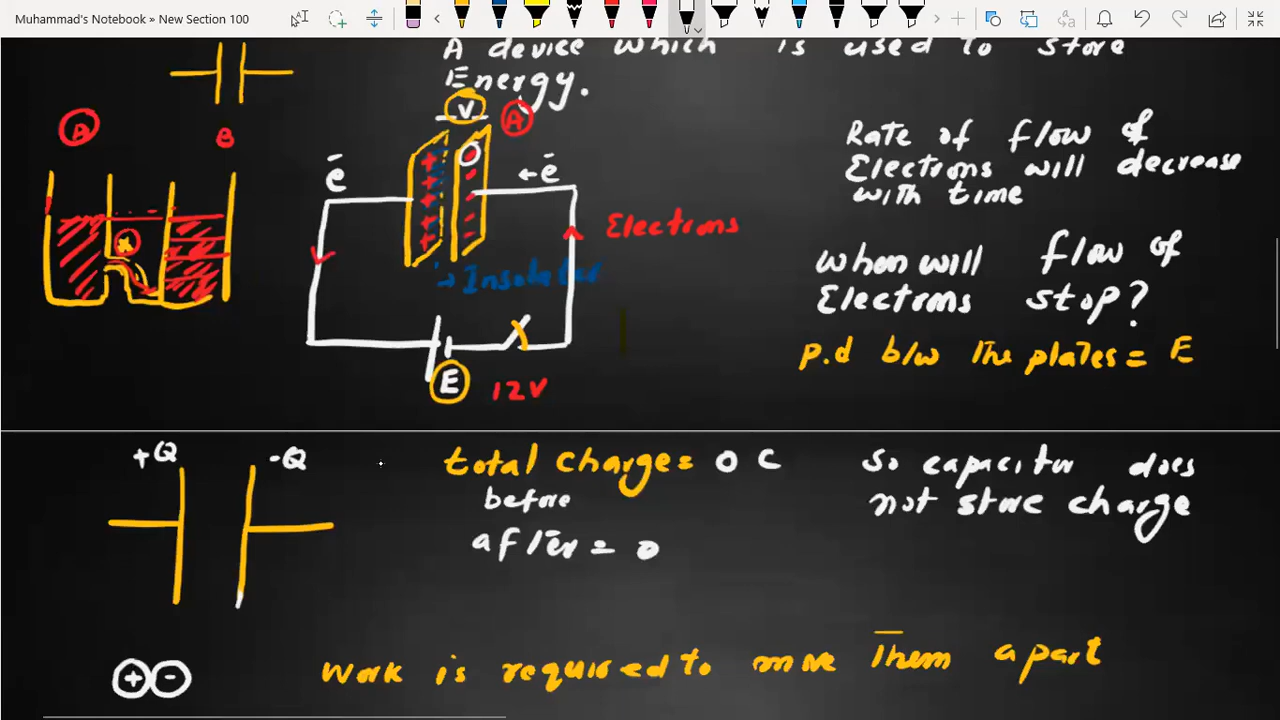 Muhammad's Notebook » New Section 100
A device which is used to store
Energy.
A
B
V
A
ē
←ē
Electrons
→ Insulator
E
12V
Rate of flow of
Electrons will decrease
with time
When will flow of
Electrons stop?
p.d b/w The plates = E
+Q
-Q
total charge = 0 C
before
after = 0
So capacitor does
not store charge
+ -
Work is required to move Them apart